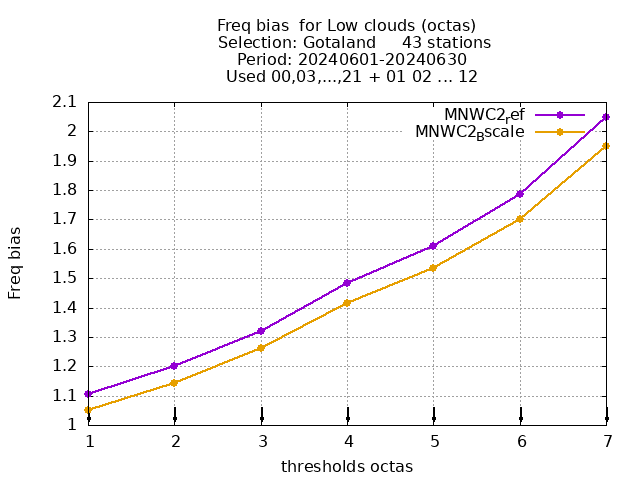 Freq bias  for Low clouds (octas)
Selection: Gotaland     43 stations
Period: 20240601-20240630
Used 00,03,...,21 + 01 02 ... 12
MNWC2ref
MNWC2Bscale
2.1
2
1.9
1.8
1.7
1.6
1.5
1.4
1.3
1.2
1.1
1
Freq bias
1 2 3 4 5 6 7
thresholds octas